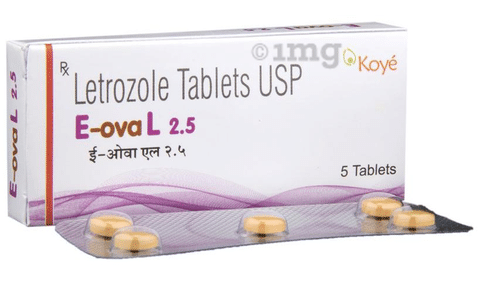 ©1mg
Koyé
Rx
Letrozole Tablets USP
E-ova L 2.5
ई-ओवा एल २.५
5 Tablets
E-ova L 2.5